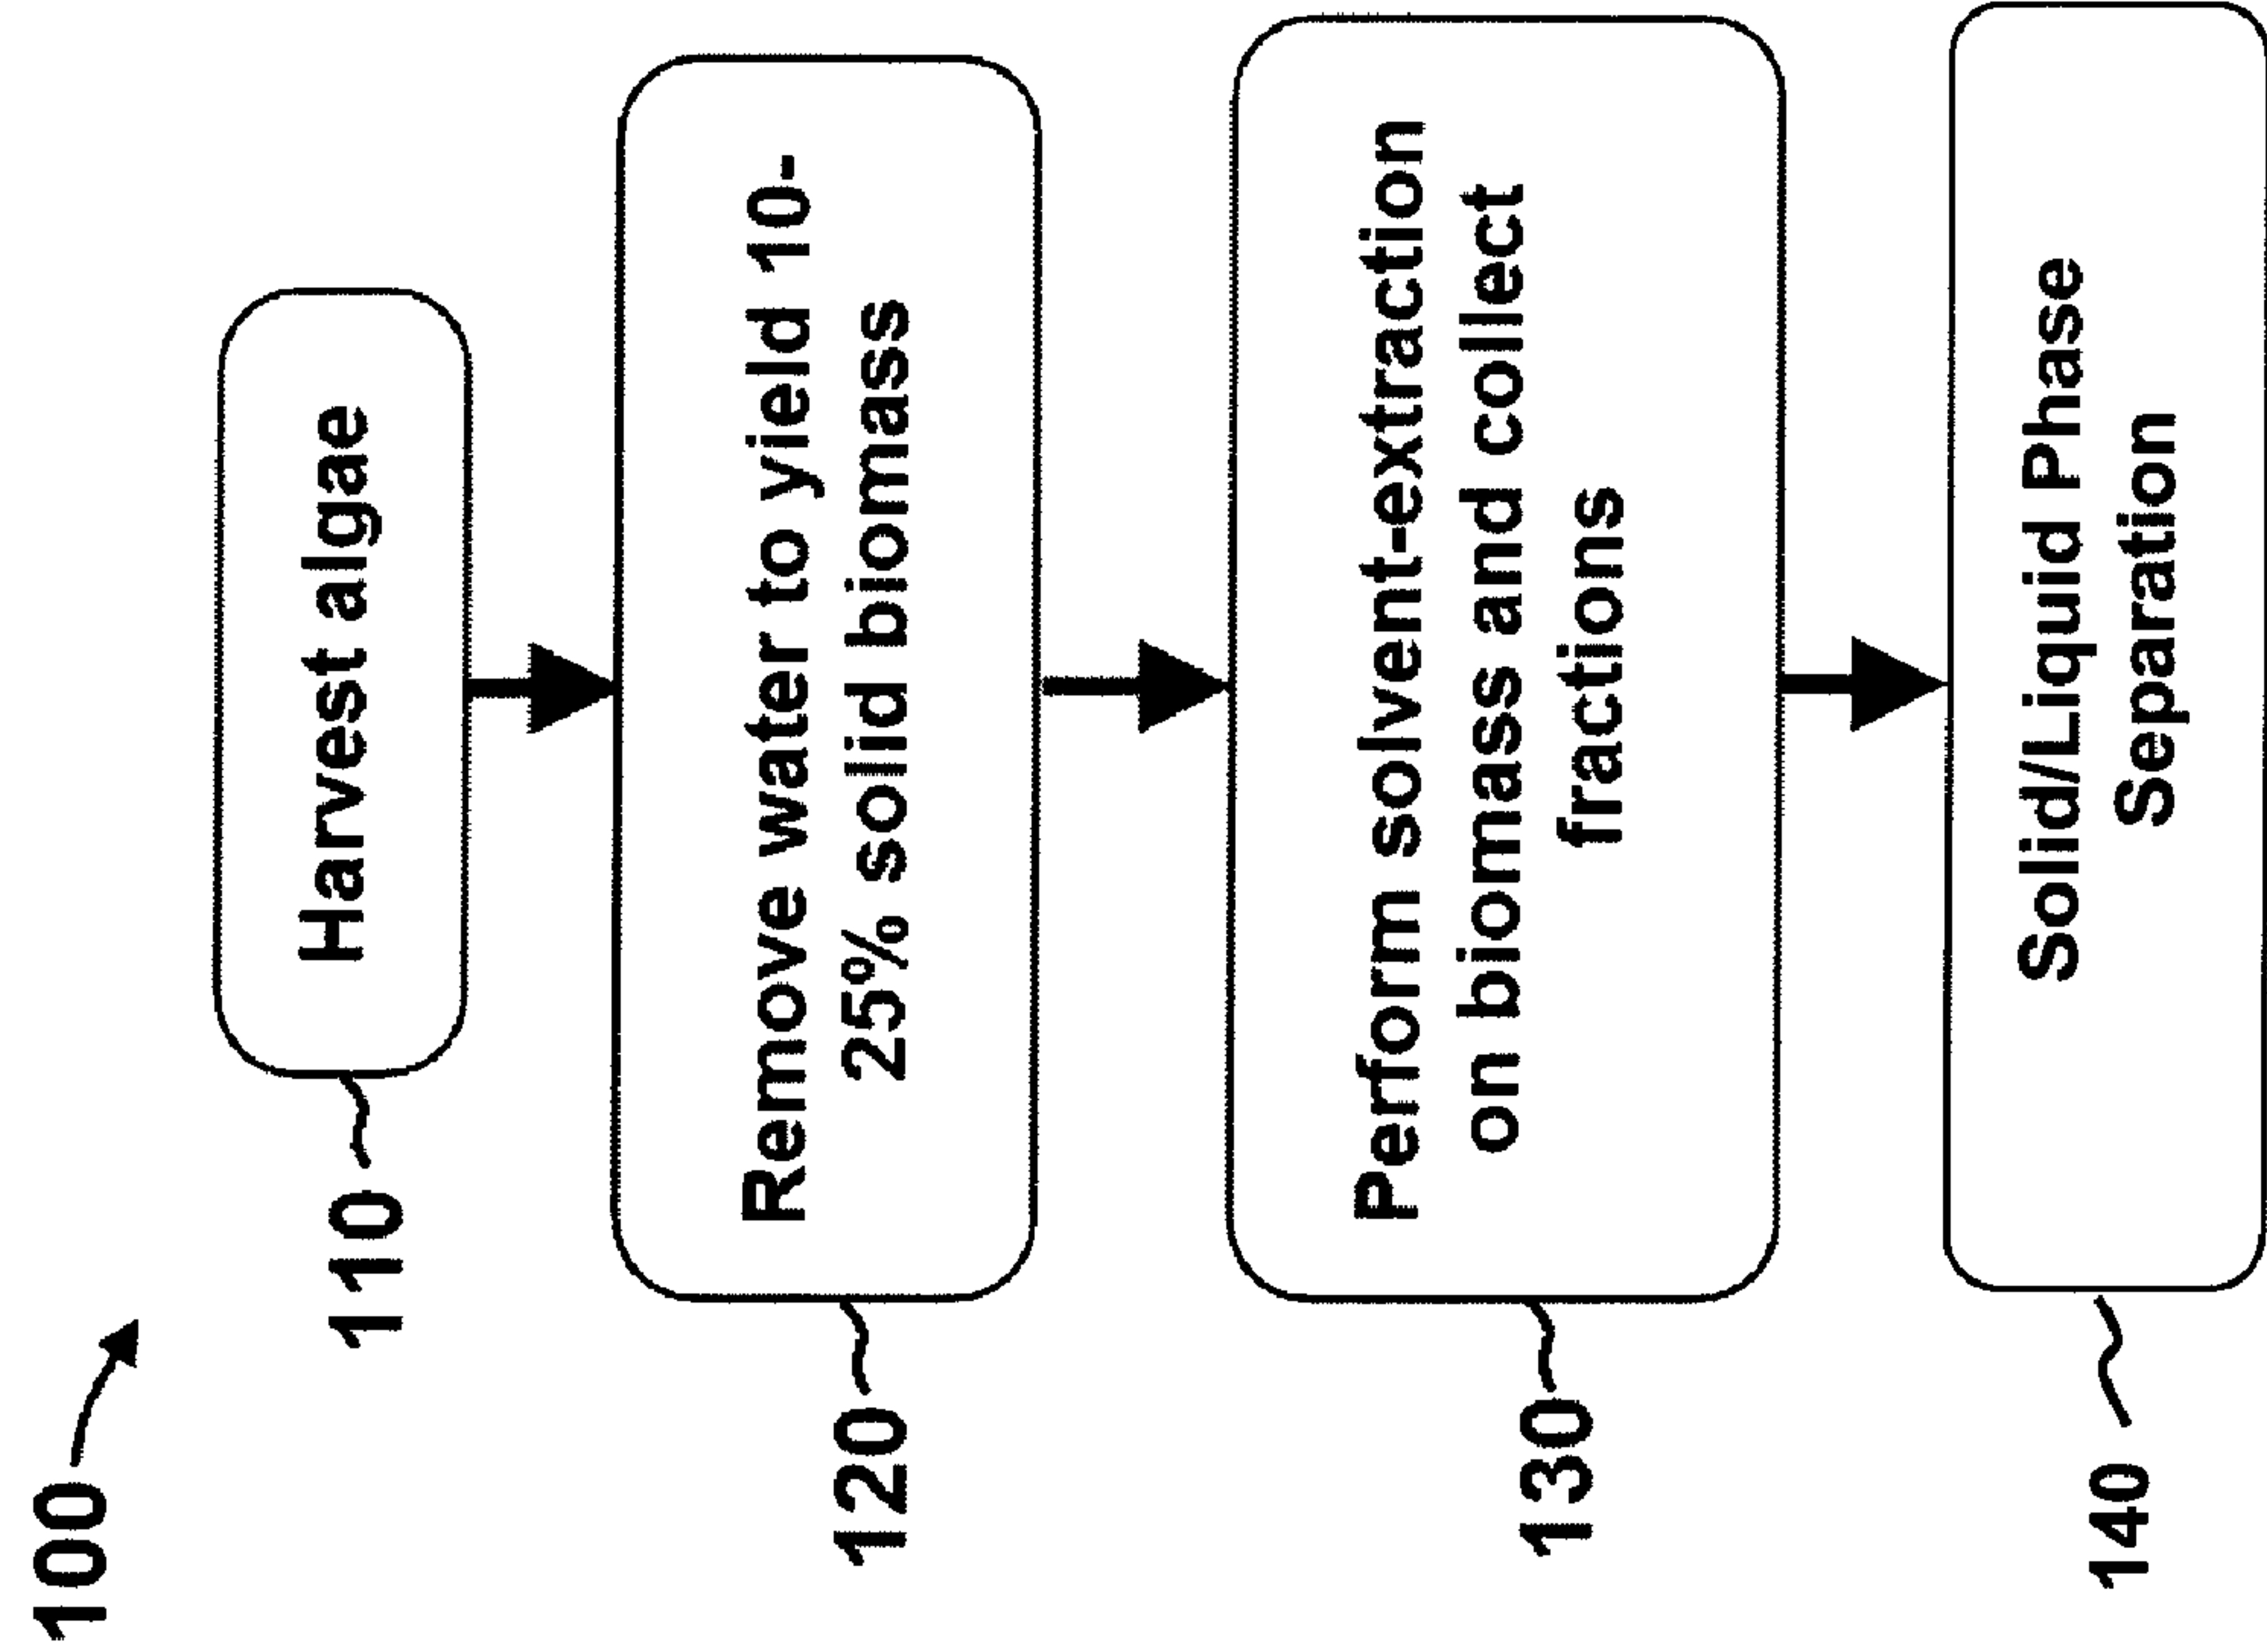 100
110
Harvest algae
120
Remove water to yield 10-
25% solid biomass
130
Perform solvent-extraction
on biomass and collect
fractions
140
Solid/Liquid Phase
Separation